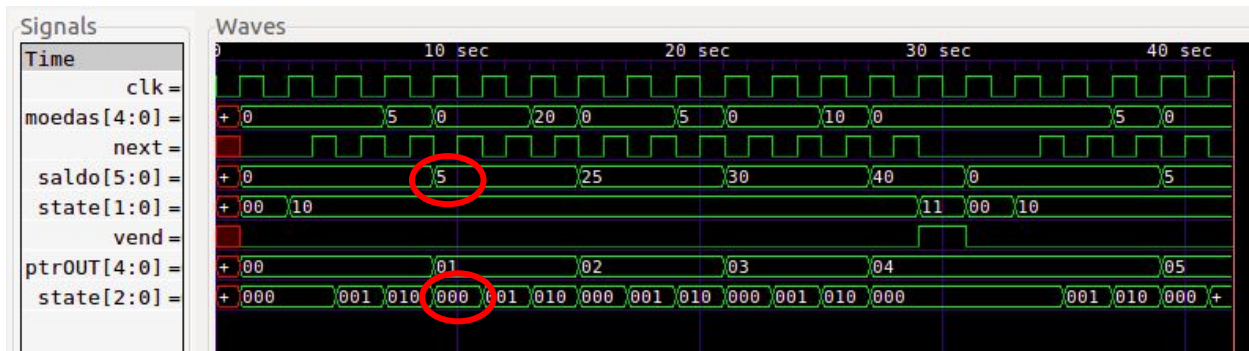 Signals Waves
Time 0 10 sec 20 sec 30 sec 40 sec
clk =
moedas[4:0] = + 0 5 0 20 0 5 0 10 0 5 0
next =
saldo[5:0] = + 0 5 25 30 40 0 5
state[1:0] = + 00 10 11 00 10
vend =
ptrOUT[4:0] = + 00 01 02 03 04 05
state[2:0] = + 000 001 010 000 001 010 000 001 010 000 001 010 000 001 010 000 +